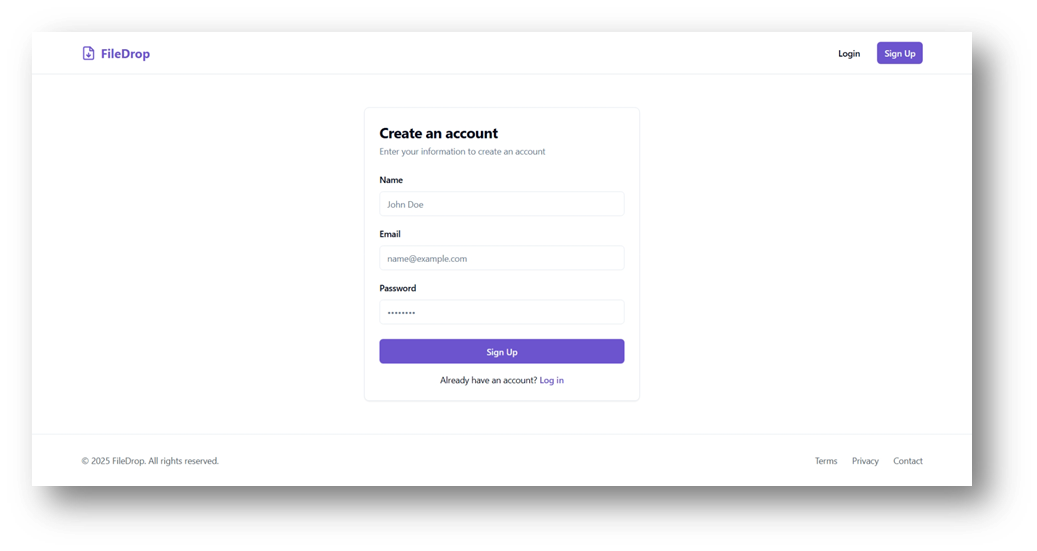 FileDrop
Login
Sign Up
Create an account
Enter your information to create an account
Name
John Doe
Email
name@example.com
Password
••••••••
Sign Up
Already have an account? Log in
© 2025 FileDrop. All rights reserved.
Terms
Privacy
Contact